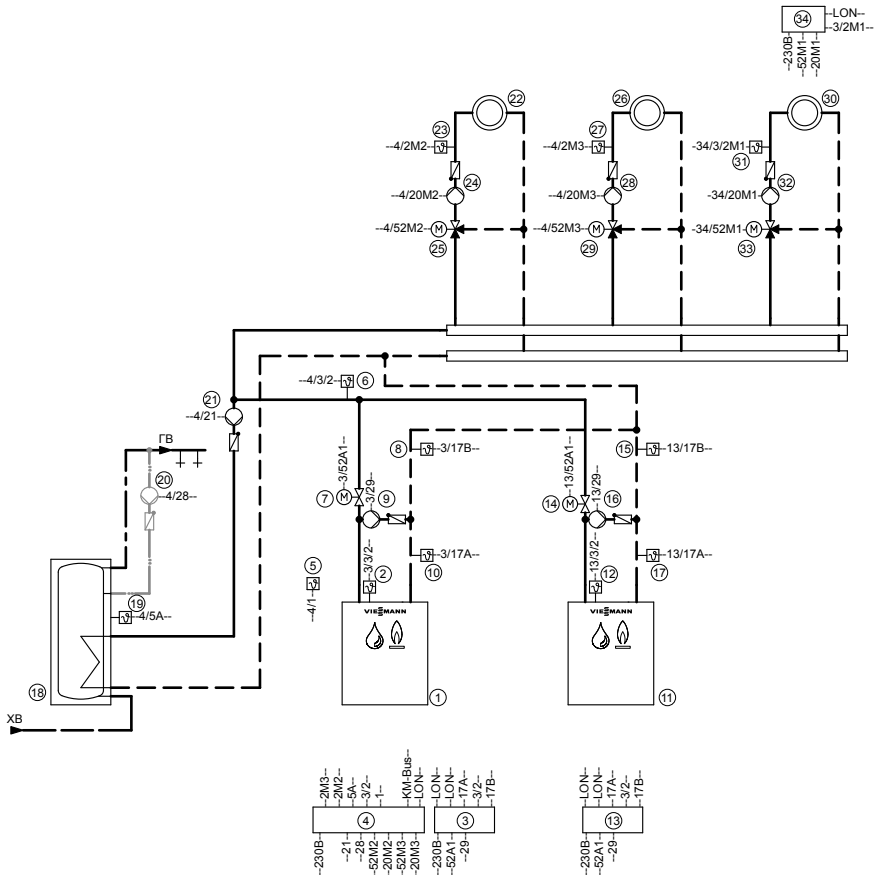 34
--LON--
--3/2M1--
--230B--
--52M1--
--20M1--
22
26
30
23
27
31
--4/2M2--
--4/2M3--
-34/3/2M1-
24
28
32
--4/20M2--
--4/20M3-
-34/20M1-
--4/52M2--
--4/52M3--
-34/52M1-
M
M
M
25
29
33
--4/3/2--
6
21
--4/21--
ГВ
8
--3/17B--
15
--13/17B--
--3/52A1--
--13/52A1--
20
--4/28---
7
M
--3/29--
9
14
M
--13/29--
16
10
--3/17A--
17
--13/17A--
5
--4/1--
--3/3/2--
2
--13/3/2--
12
19
--4/5A--
VIESMANN
VIESMANN
18
1
11
ХВ
--2M3--
--2M2--
--5A--
--3/2--
--1--
KM-Bus--
--LON--
4
--230B--
--21--
--28--
--52M2--
--20M2--
--52M3--
--20M3--
--LON--
--LON--
--17A--
--3/2--
--17B--
3
--230B--
--52A1--
--29--
--LON--
--LON--
--17A--
--3/2--
--17B--
13
--230B--
--52A1--
--29--